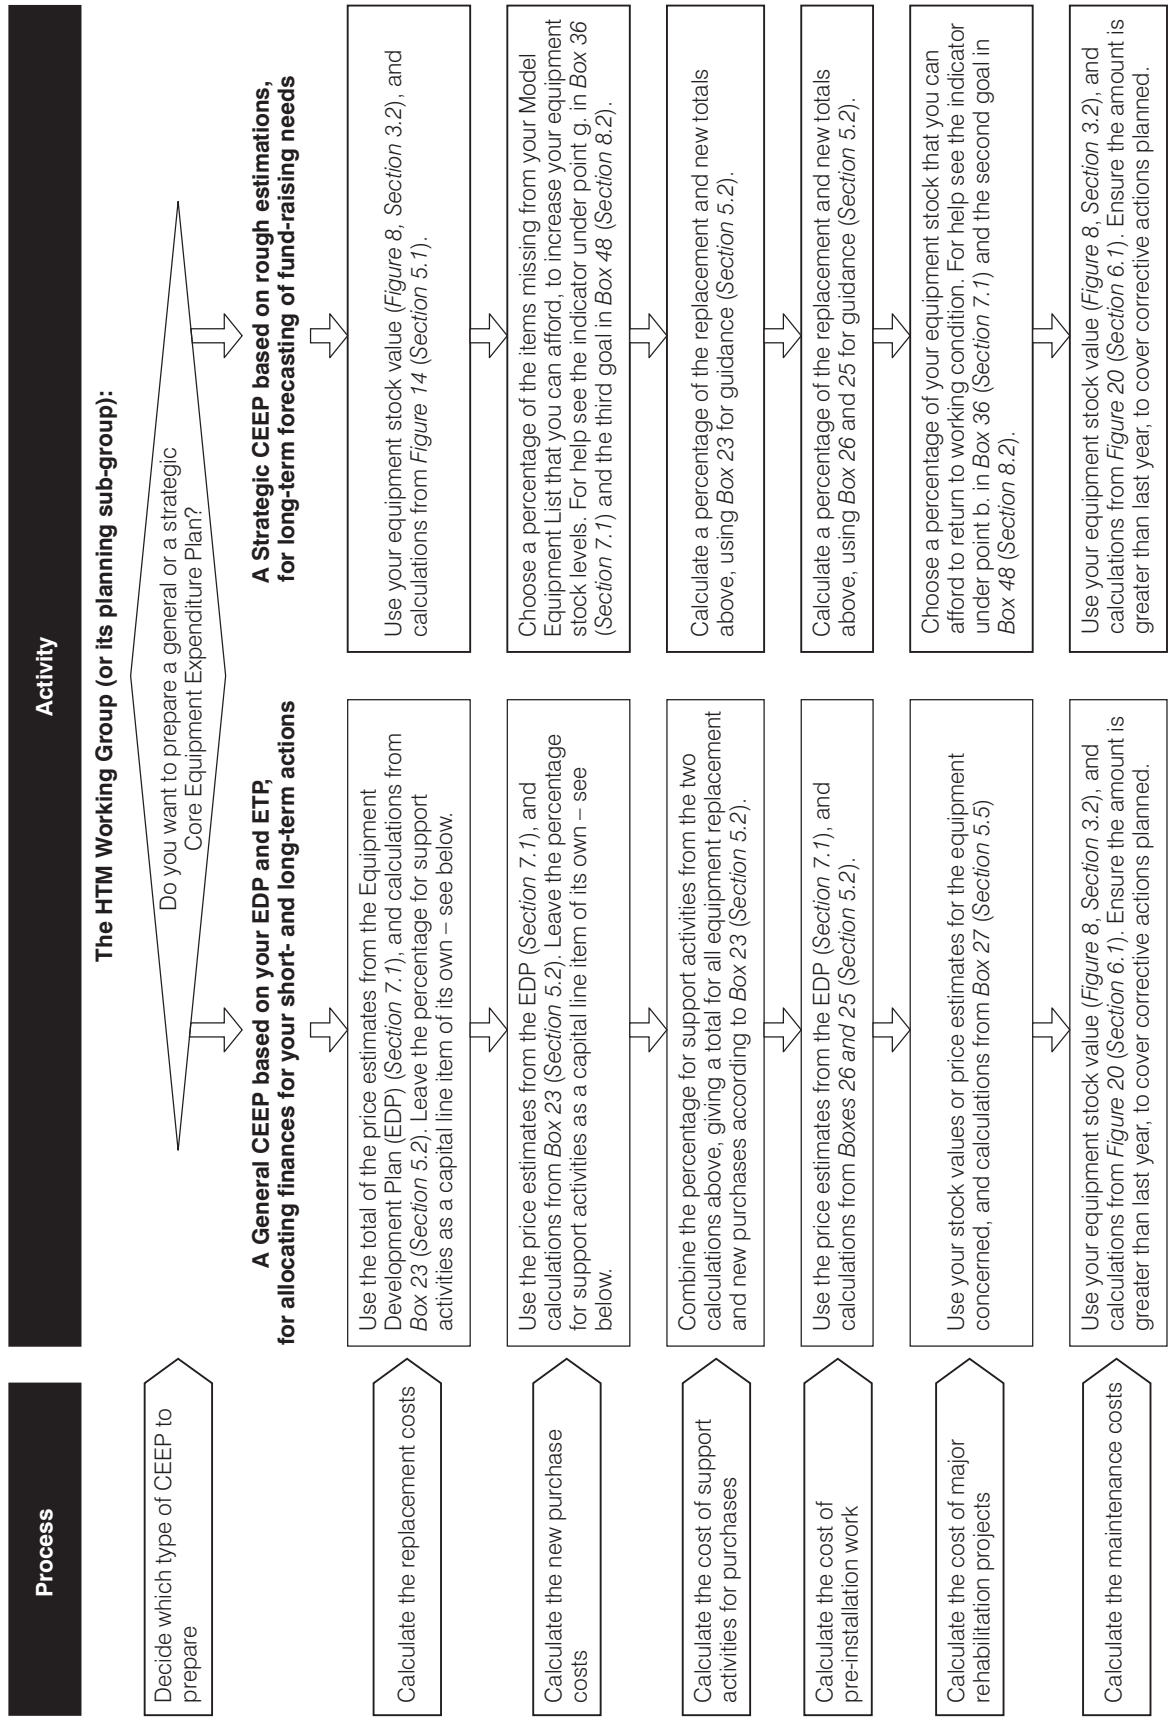 Process
Activity
The HTM Working Group (or its planning sub-group):
Decide which type of CEEP to
prepare
Do you want to prepare a general or a strategic
Core Equipment Expenditure Plan?
A General CEEP based on your EDP and ETP,
for allocating finances for your short- and long-term actions
A Strategic CEEP based on rough estimations,
for long-term forecasting of fund-raising needs
Calculate the replacement costs
Use the total of the price estimates from the Equipment
Development Plan (EDP) (Section 7.1), and calculations from
Box 23 (Section 5.2). Leave the percentage for support
activities as a capital line item of its own – see below.
Use your equipment stock value (Figure 8, Section 3.2), and
calculations from Figure 14 (Section 5.1).
Calculate the new purchase
costs
Use the price estimates from the EDP (Section 7.1), and
calculations from Box 23 (Section 5.2). Leave the percentage
for support activities as a capital line item of its own – see
below.
Choose a percentage of the items missing from your Model
Equipment List that you can afford, to increase your equipment
stock levels. For help see the indicator under point g. in Box 36
(Section 7.1) and the third goal in Box 48 (Section 8.2).
Calculate the cost of support
activities for purchases
Combine the percentage for support activities from the two
calculations above, giving a total for all equipment replacement
and new purchases according to Box 23 (Section 5.2).
Calculate a percentage of the replacement and new totals
above, using Box 23 for guidance (Section 5.2).
Calculate the cost of
pre-installation work
Use the price estimates from the EDP (Section 7.1), and
calculations from Boxes 26 and 25 (Section 5.2).
Calculate a percentage of the replacement and new totals
above, using Box 26 and 25 for guidance (Section 5.2).
Calculate the cost of major
rehabilitation projects
Use your stock values or price estimates for the equipment
concerned, and calculations from Box 27 (Section 5.5)
Choose a percentage of your equipment stock that you can
afford to return to working condition. For help see the indicator
under point b. in Box 36 (Section 7.1) and the second goal in
Box 48 (Section 8.2).
Calculate the maintenance costs
Use your equipment stock value (Figure 8, Section 3.2), and
calculations from Figure 20 (Section 6.1). Ensure the amount is
greater than last year, to cover corrective actions planned.
Use your equipment stock value (Figure 8, Section 3.2), and
calculations from Figure 20 (Section 6.1). Ensure the amount is
greater than last year, to cover corrective actions planned.